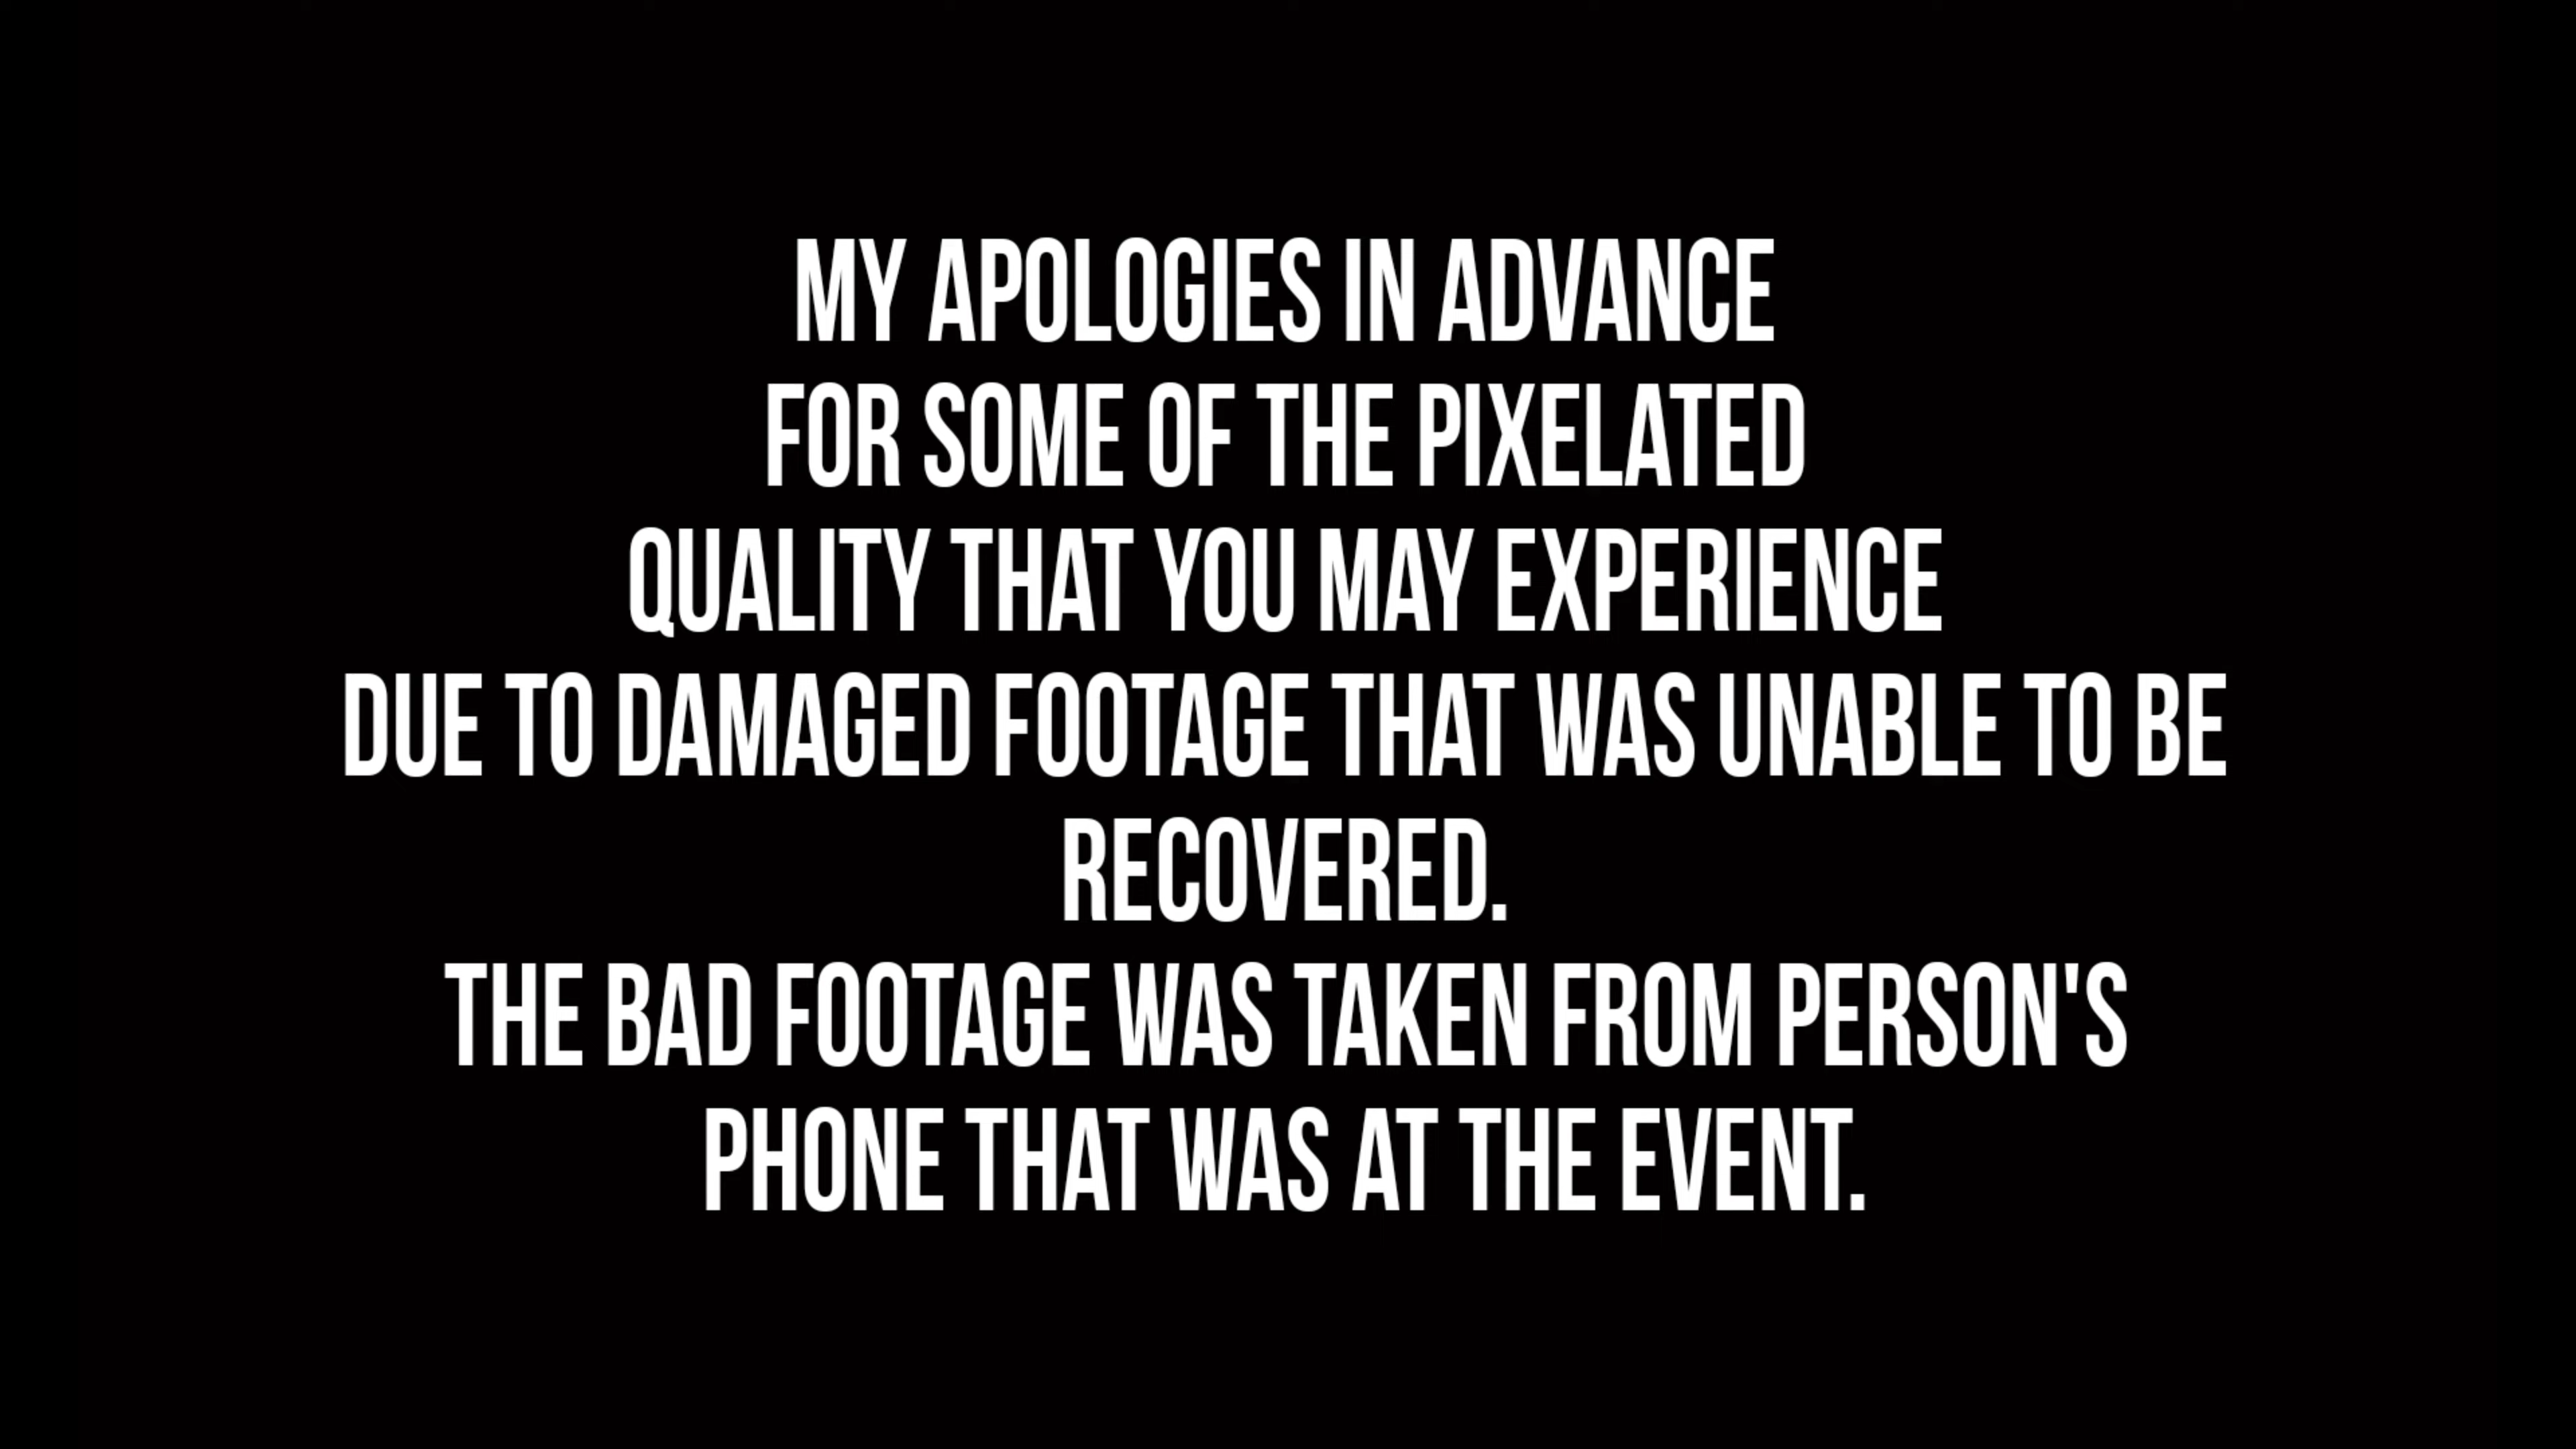 MY APOLOGIES IN ADVANCE
FOR SOME OF THE PIXELATED
QUALITY THAT YOU MAY EXPERIENCE
DUE TO DAMAGED FOOTAGE THAT WAS UNABLE TO BE
RECOVERED.
THE BAD FOOTAGE WAS TAKEN FROM PERSON'S
PHONE THAT WAS AT THE EVENT.